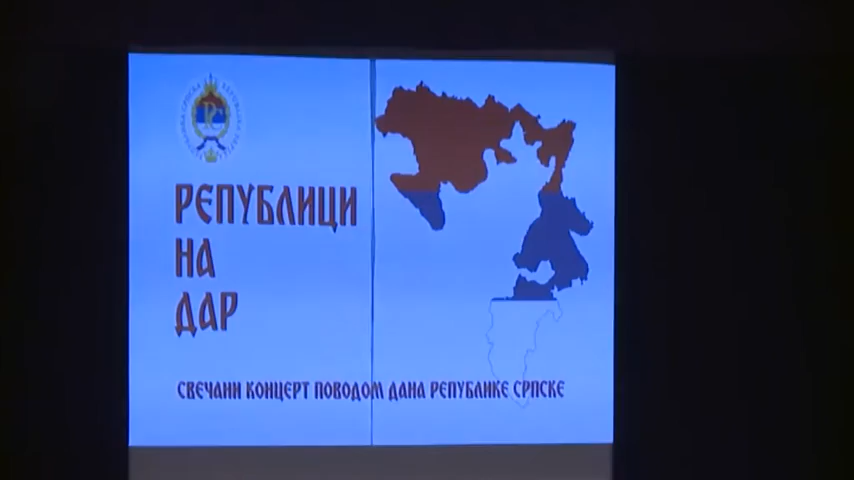 РЕПУБЛИЦИ
НА
ДАР
СВЕЧАНИ КОНЦЕРТ ПОВОДОМ ДАНА РЕПУБЛИКЕ СРПСКЕ